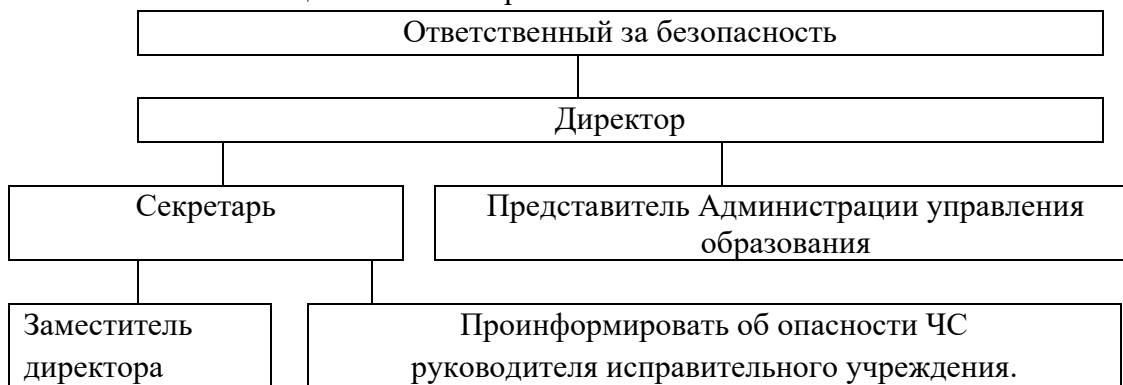 Ответственный за безопасность
Директор
Секретарь
Представитель Администрации управления
образования
Заместитель
директора
Проинформировать об опасности ЧС
руководителя исправительного учреждения.